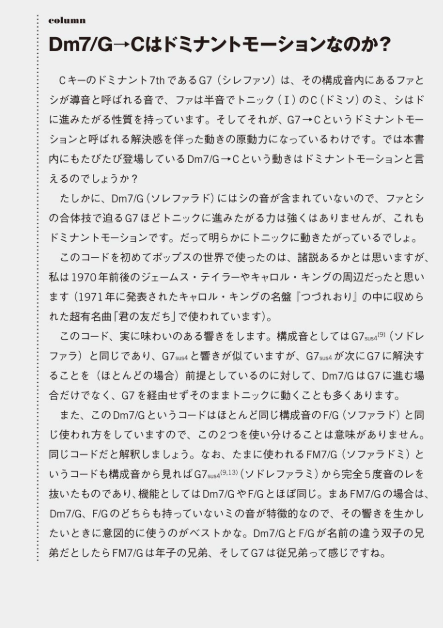 column
Dm7/G→Cはドミナントモーションなのか？
Cキーのドミナント7thであるG7（シレファソ）は、その構成音内にあるファと
シが導音と呼ばれる音で、ファは半音でトニック（I）のC（ドミソ）のミ、シはド
に進みたがる性質を持っています。そしてそれが、G7→Cというドミナントモー
ションと呼ばれる解決感を伴った動きの原動力になっているわけです。では本書
内にもたびたび登場しているDm7/G→Cという動きはドミナントモーションと言
えるのでしょうか？
たしかに、Dm7/G（ソレファラド）にはシの音が含まれていないので、ファとシ
の合体技で迫るG7ほどトニックに進みたがる力は強くはありませんが、これも
ドミナントモーションです。だって明らかにトニックに動きたがっているでしょ。
このコードを初めてポップスの世界で使ったのは、諸説あるかとは思いますが、
私は1970年前後のジェームス・テイラーやキャロル・キングの周辺だったと思い
ます（1971年に発表されたキャロル・キングの名盤『つづれおり』の中に収めら
れた超有名曲「君の友だち」で使われています）。
このコード、実に味わいのある響きをします。構成音としてはG7sus4(9)（ソドレ
ファラ）と同じであり、G7sus4と響きが似ていますが、G7sus4が次にG7に解決す
ることを（ほとんどの場合）前提としているのに対して、Dm7/GはG7に進む場
合だけでなく、G7を経由せずそのままトニックに動くことも多くあります。
また、このDm7/Gというコードはほとんど同じ構成音のF/G（ソファラド）と同
じ使われ方をしていますので、この2つを使い分けることは意味がありません。
同じコードだと解釈しましょう。なお、たまに使われるFM7/G（ソファラドミ）と
いうコードも構成音から見ればG7sus4(9,13)（ソドレファラミ）から完全5度音のレを
抜いたものであり、機能としてはDm7/GやF/Gとほぼ同じ。まあFM7/Gの場合は、
Dm7/G、F/Gのどちらも持っていないミの音が特徴的なので、その響きを生かし
たいときに意図的に使うのがベストかな。Dm7/GとF/Gが名前の違う双子の兄
弟だとしたらFM7/Gは年子の兄弟、そしてG7は従兄弟って感じですね。